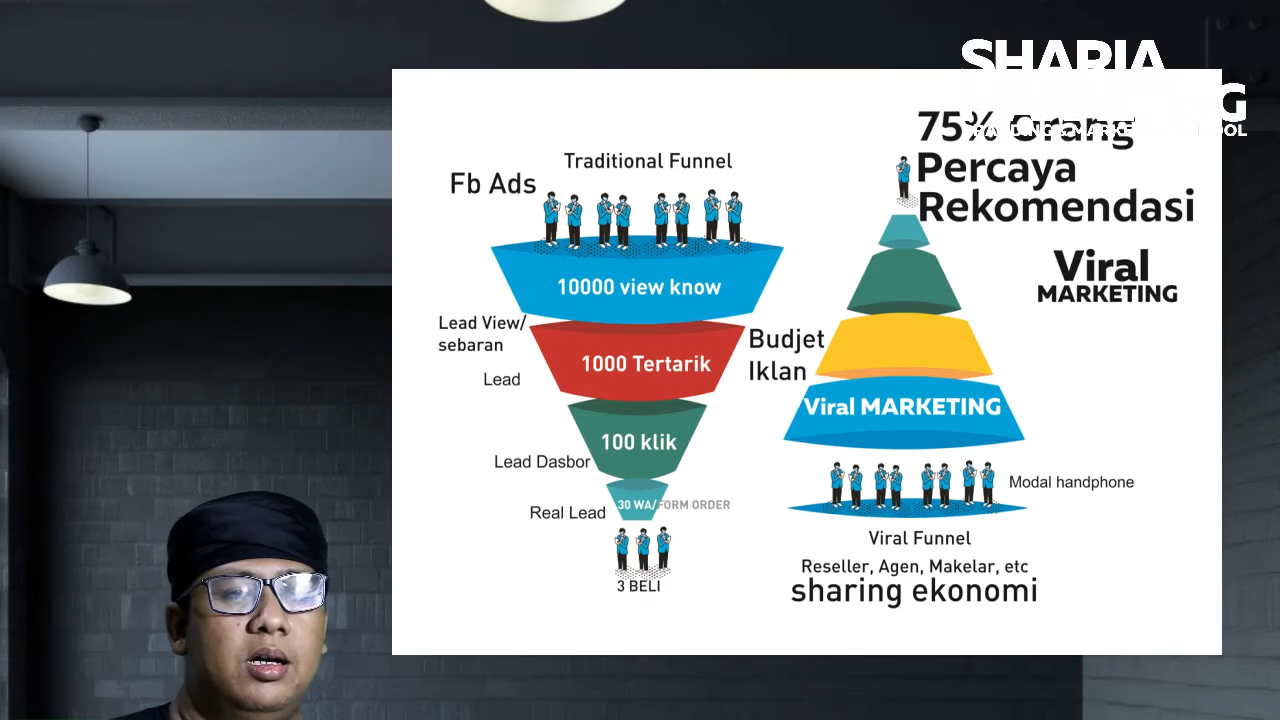 SHARIA
75% Orang
Percaya
Rekomendasi
Traditional Funnel
Fb Ads
10000 view know
Viral
MARKETING
Lead View/
sebaran
1000 Tertarik
Budjet
Iklan
Lead
Viral MARKETING
100 klik
Lead Dasbor
Modal handphone
30 WA/FORM ORDER
Real Lead
Viral Funnel
Reseller, Agen, Makelar, etc
3 BELI
sharing ekonomi